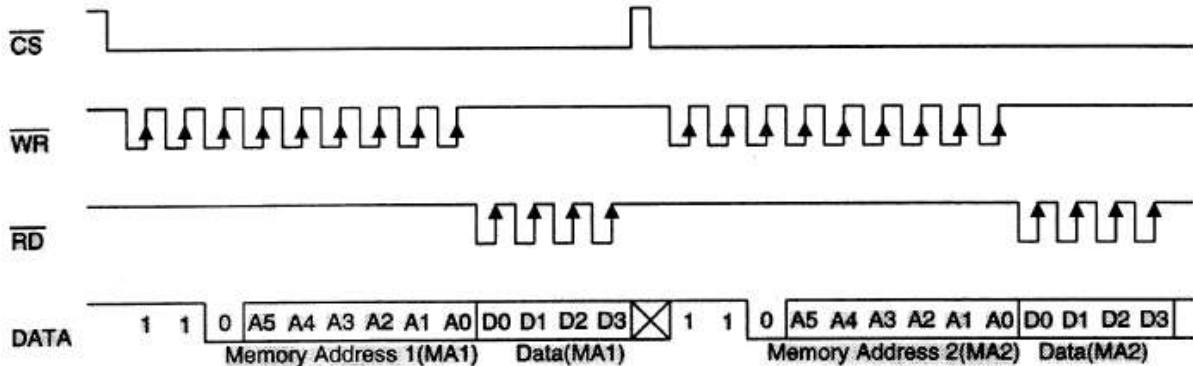 CS
WR
RD
DATA 1 1 0 A5 A4 A3 A2 A1 A0 D0 D1 D2 D3 1 1 0 A5 A4 A3 A2 A1 A0 D0 D1 D2 D3
Memory Address 1(MA1) Data(MA1) Memory Address 2(MA2) Data(MA2)